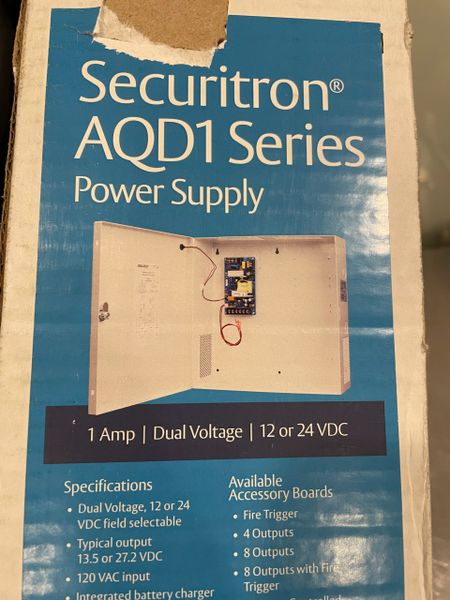 Securitron®
AQD1 Series
Power Supply
1 Amp | Dual Voltage | 12 or 24 VDC
Specifications
• Dual Voltage, 12 or 24
VDC field selectable
• Typical output
13.5 or 27.2 VDC
• 120 VAC input
• Integrated battery charger
Available
Accessory Boards
• Fire Trigger
• 4 Outputs
• 8 Outputs
• 8 Outputs with Fire
Trigger